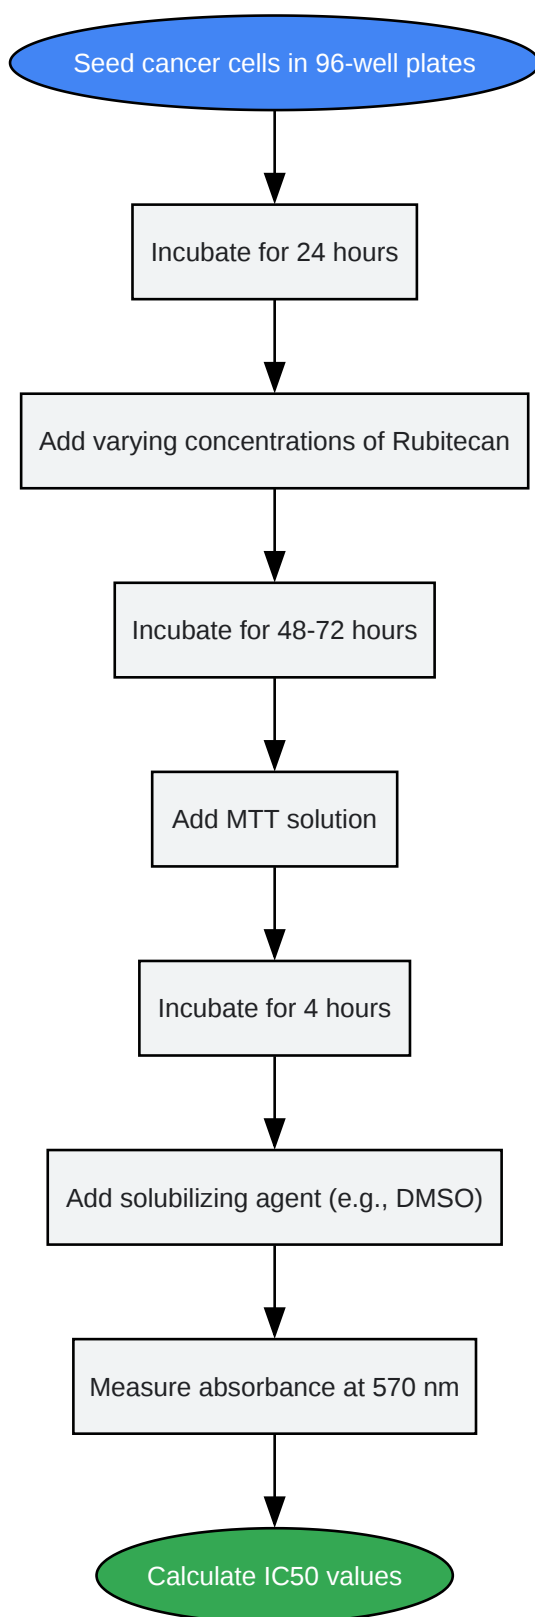 Seed cancer cells in 96-well plates
Incubate for 24 hours
Add varying concentrations of Rubitecan
Incubate for 48-72 hours
Add MTT solution
Incubate for 4 hours
Add solubilizing agent (e.g., DMSO)
Measure absorbance at 570 nm
Calculate IC50 values